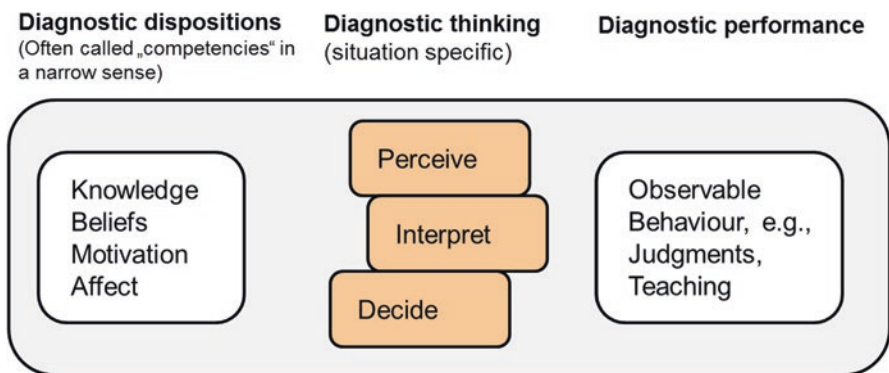 Diagnostic dispositions
(Often called „competencies“ in
a narrow sense)
Diagnostic thinking
(situation specific)
Diagnostic performance
Knowledge
Beliefs
Motivation
Affect
Perceive
Interpret
Decide
Observable
Behaviour, e.g.,
Judgments,
Teaching